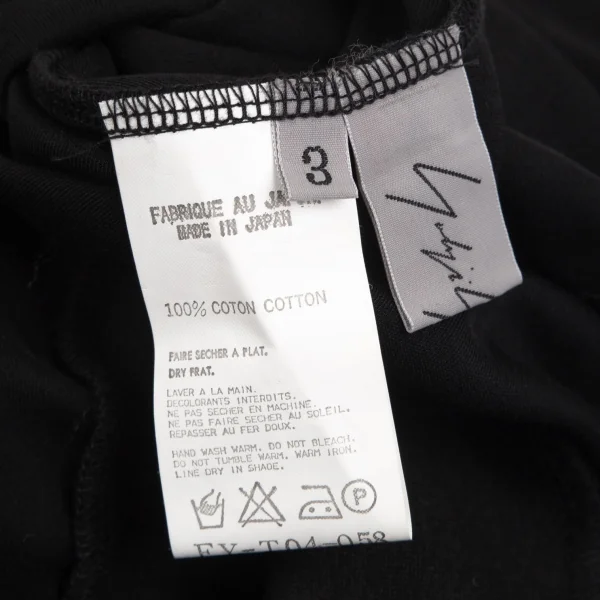 3
FABRIQUE AU JAPAN
MADE IN JAPAN
100% COTON COTTON
FAIRE SECHER A PLAT.
DRY FRAT.
LAVER A LA MAIN.
DECOLORANTS INTERDITS.
NE PAS SECHER EN MACHINE.
NE PAS FAIRE SECHER AU SOLEIL.
REPASSER AU FER DOUX.
HAND WASH WARM. DO NOT BLEACH.
DO NOT TUMBLE WARM. WARM IRON.
LINE DRY IN SHADE.
P